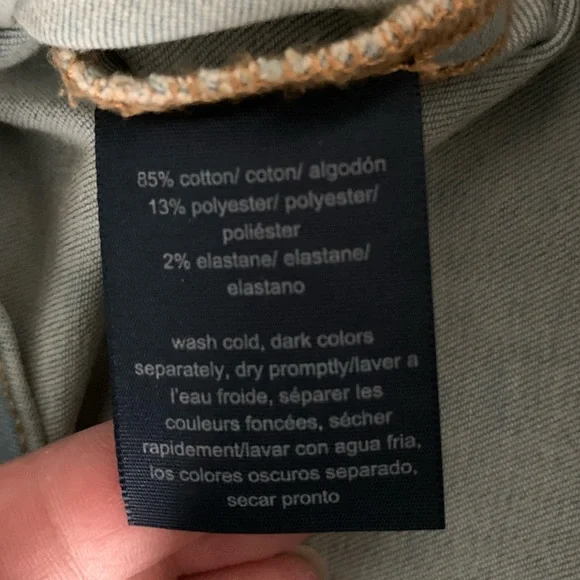 85% cotton/ coton/ algodón
13% polyester/ polyester/
poliéster
2% elastane/ elastane/
elastano
wash cold, dark colors
separately, dry promptly/laver a
l'eau froide, séparer les
couleurs foncées, sécher
rapidement/lavar con agua fria,
los colores oscuros separado,
secar pronto